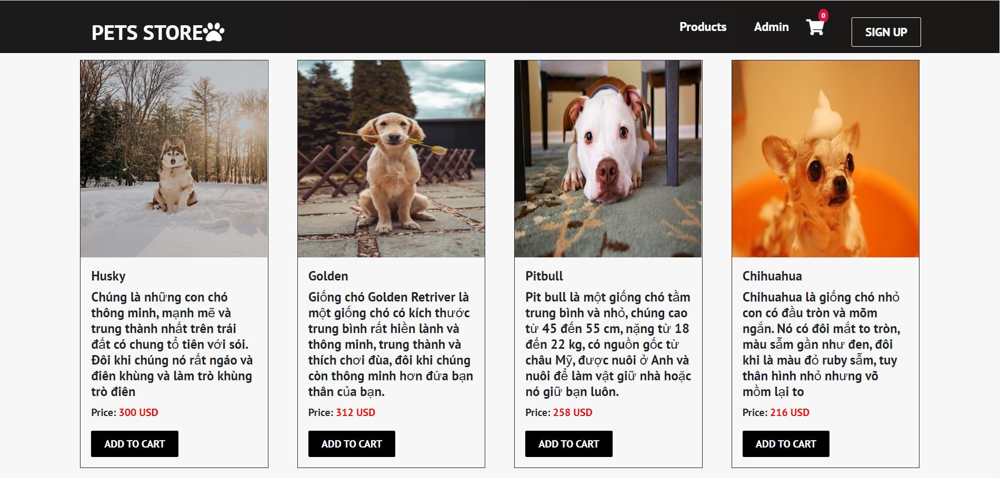 PETS STORE
Products
Admin
0
SIGN UP
Husky
Chúng là những con chó
thông minh, mạnh mẽ và
trung thành nhất trên trái
đất có chung tổ tiên với sói.
Đôi khi chúng nó rất ngáo và
điên khùng và làm trò khùng
trò điên
Price: 300 USD
ADD TO CART
Golden
Giống chó Golden Retriver là
một giống chó có kích thước
trung bình rất hiền lành và
thông minh, trung thành và
thích chơi đùa, đôi khi chúng
còn thông minh hơn đứa bạn
thân của bạn.
Price: 312 USD
ADD TO CART
Pitbull
Pit bull là một giống chó tầm
trung bình và nhỏ, chúng cao
từ 45 đến 55 cm, nặng từ 18
đến 22 kg, có nguồn gốc từ
châu Mỹ, được nuôi ở Anh và
nuôi để làm vật giữ nhà hoặc
nó giữ bạn luôn.
Price: 258 USD
ADD TO CART
Chihuahua
Chihuahua là giống chó nhỏ
con có đầu tròn và mõm
ngắn. Nó có đôi mắt to tròn,
màu sẫm gần như đen, đôi
khi là màu đỏ ruby sẫm, tuy
thân hình nhỏ nhưng võ
mồm lại to
Price: 216 USD
ADD TO CART